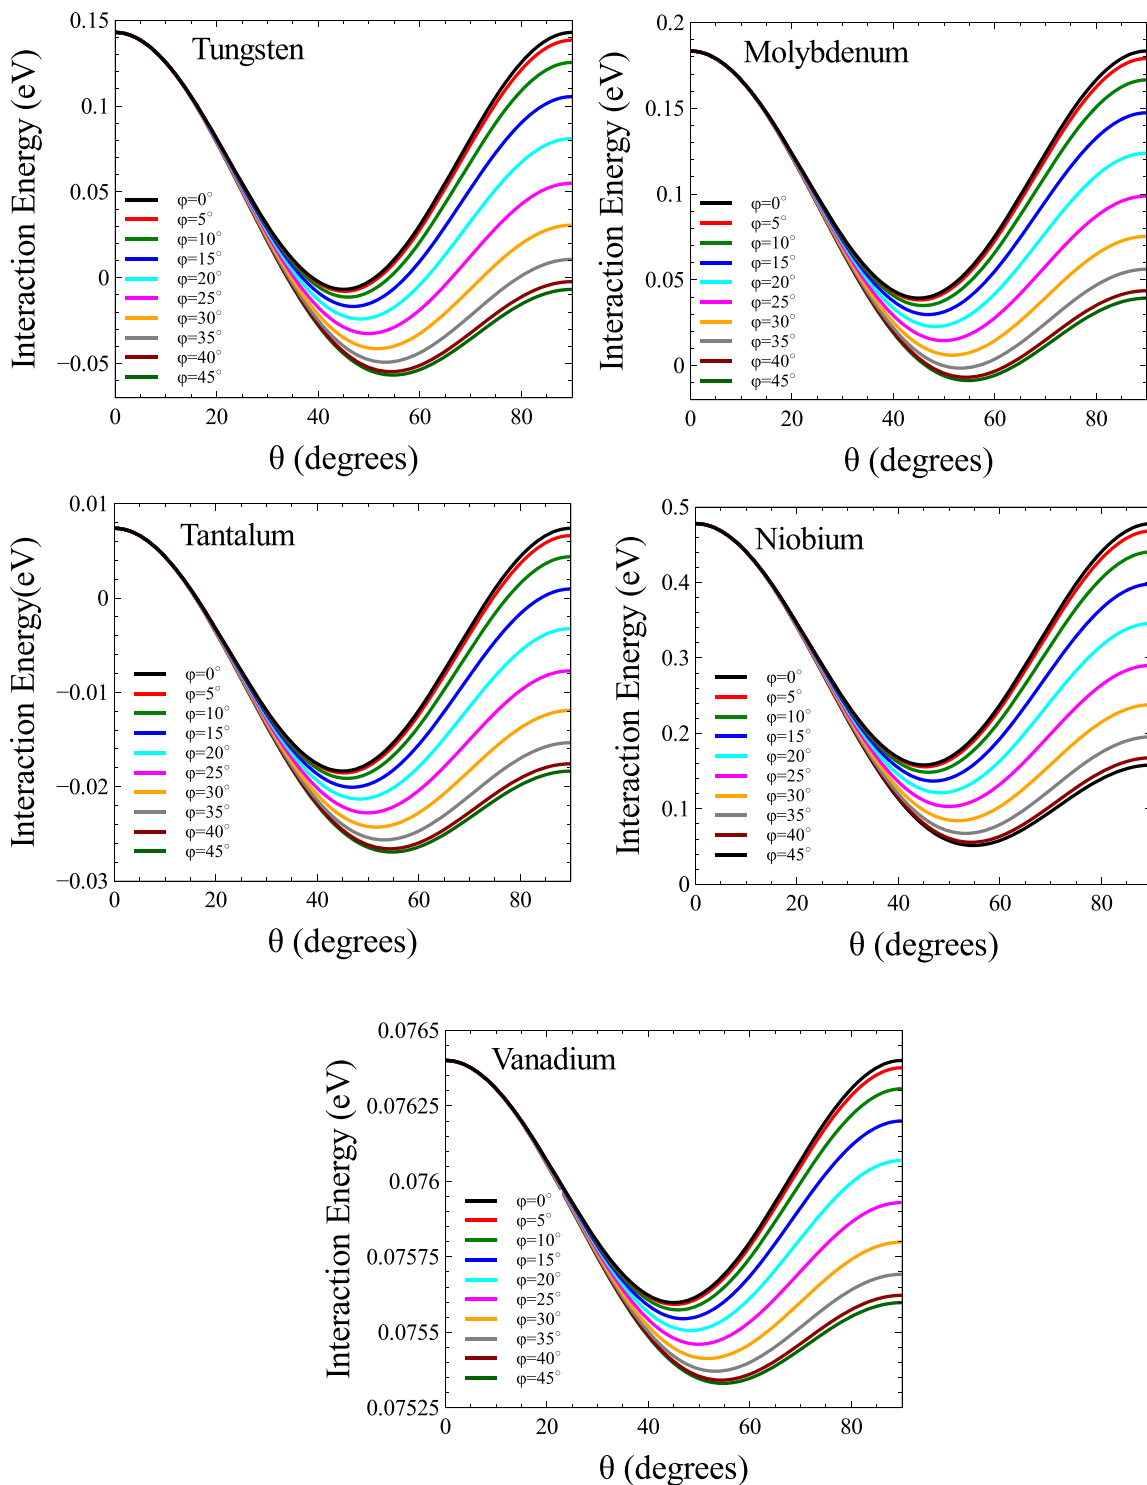 Tungsten
Interaction Energy (eV)
0.15
0.1
0.05
0
−0.05
φ=0°
φ=5°
φ=10°
φ=15°
φ=20°
φ=25°
φ=30°
φ=35°
φ=40°
φ=45°
0 20 40 60 80
θ (degrees)
Molybdenum
Interaction Energy (eV)
0.2
0.15
0.1
0.05
0
φ=0°
φ=5°
φ=10°
φ=15°
φ=20°
φ=25°
φ=30°
φ=35°
φ=40°
φ=45°
0 20 40 60 80
θ (degrees)
Tantalum
Interaction Energy(eV)
0.01
0
−0.01
−0.02
−0.03
φ=0°
φ=5°
φ=10°
φ=15°
φ=20°
φ=25°
φ=30°
φ=35°
φ=40°
φ=45°
0 20 40 60 80
θ (degrees)
Niobium
Interaction Energy (eV)
0.5
0.4
0.3
0.2
0.1
0
φ=0°
φ=5°
φ=10°
φ=15°
φ=20°
φ=25°
φ=30°
φ=35°
φ=40°
φ=45°
0 20 40 60 80
θ (degrees)
Vanadium
Interaction Energy (eV)
0.0765
0.07625
0.076
0.07575
0.0755
0.07525
φ=0°
φ=5°
φ=10°
φ=15°
φ=20°
φ=25°
φ=30°
φ=35°
φ=40°
φ=45°
0 20 40 60 80
θ (degrees)